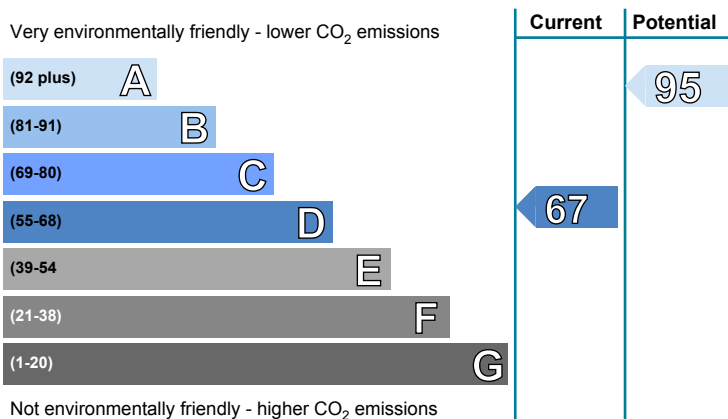 Current Potential
Very environmentally friendly - lower CO2 emissions
(92 plus) A 95
(81-91) B
(69-80) C
(55-68) D 67
(39-54 E
(21-38) F
(1-20) G
Not environmentally friendly - higher CO2 emissions